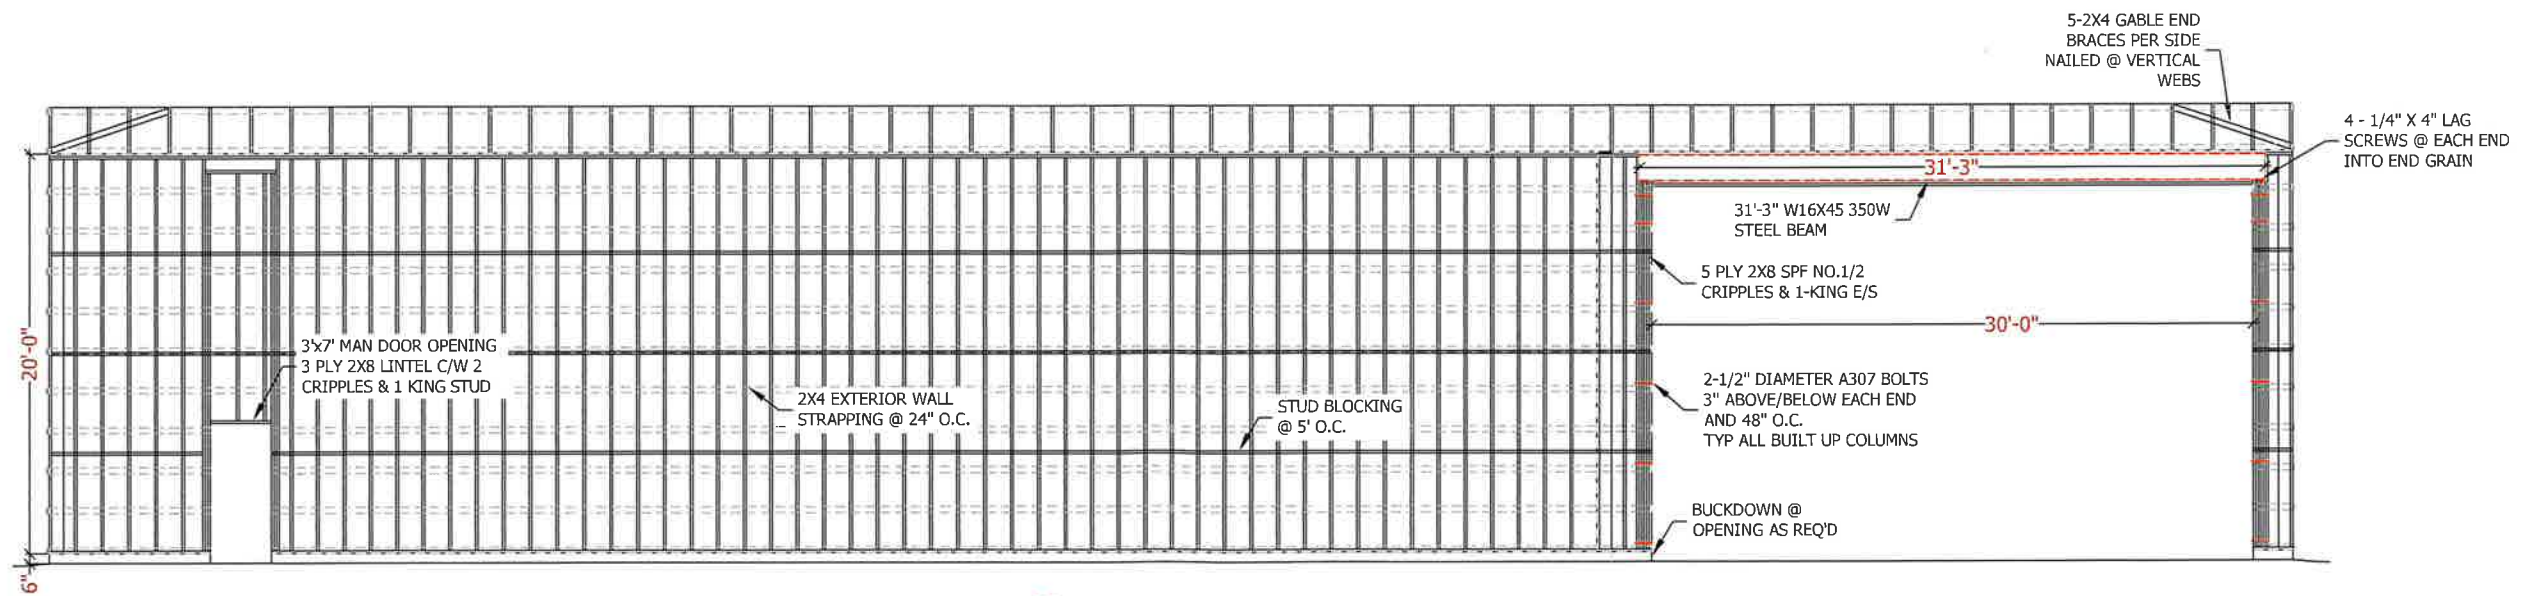 5-2X4 GABLE END
BRACES PER SIDE
NAILED @ VERTICAL
WEBS
4 - 1/4" X 4" LAG
SCREWS @ EACH END
INTO END GRAIN
31'-3"
31'-3" W16X45 350W
STEEL BEAM
5 PLY 2X8 SPF NO.1/2
CRIPPLES & 1-KING E/S
30'-0"
20'-0"
3'x7' MAN DOOR OPENING
3 PLY 2X8 LINTEL C/W 2
CRIPPLES & 1 KING STUD
2X4 EXTERIOR WALL
STRAPPING @ 24" O.C.
STUD BLOCKING
@ 5' O.C.
2-1/2" DIAMETER A307 BOLTS
3" ABOVE/BELOW EACH END
AND 48" O.C.
TYP ALL BUILT UP COLUMNS
BUCKDOWN @
OPENING AS REQ'D
6"